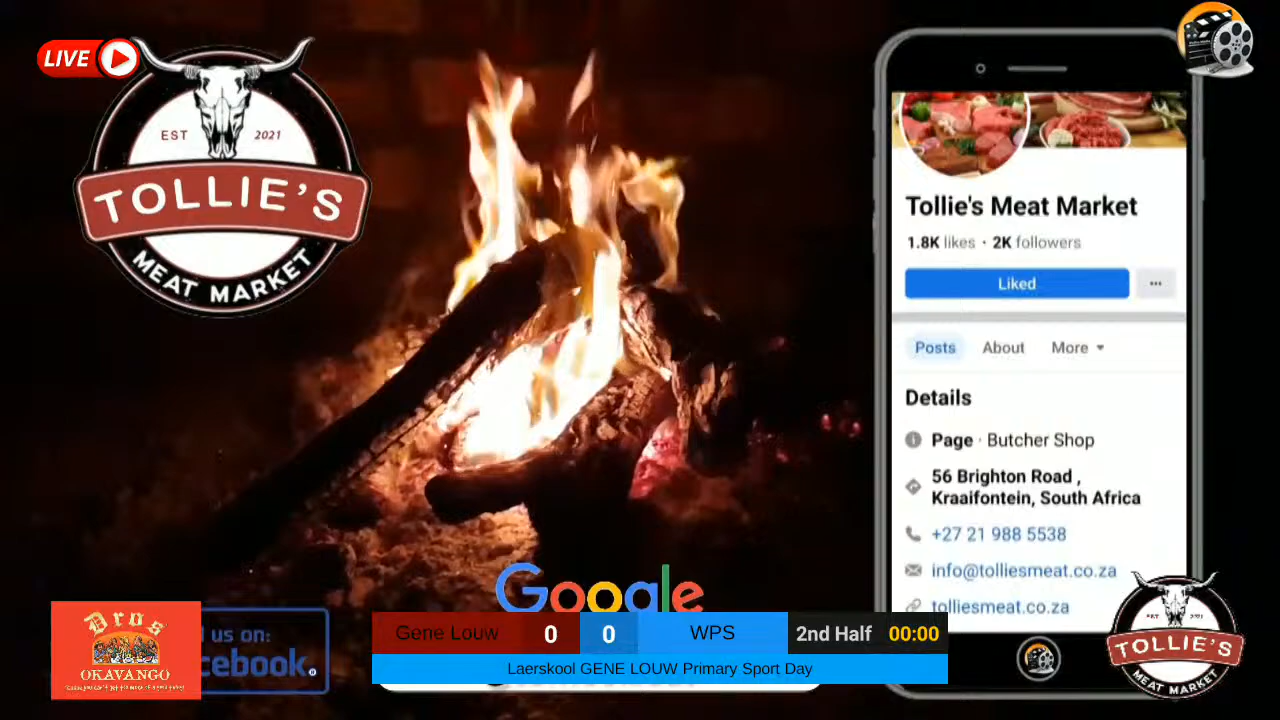 LIVE
EST 2021
TOLLIE'S
MEAT MARKET
Tollie's Meat Market
1.8K likes · 2K followers
Liked
Posts About More
Details
Page · Butcher Shop
56 Brighton Road ,
Kraaifontein, South Africa
+27 21 988 5538
info@tolliesmeat.co.za
tolliesmeat.co.za
Google
Dros
OKAVANGO
us on:
cebook.
Gene Louw 0 0 WPS 2nd Half 00:00
Laerskool GENE LOUW Primary Sport Day
TOLLIE'S
MEAT MARKET